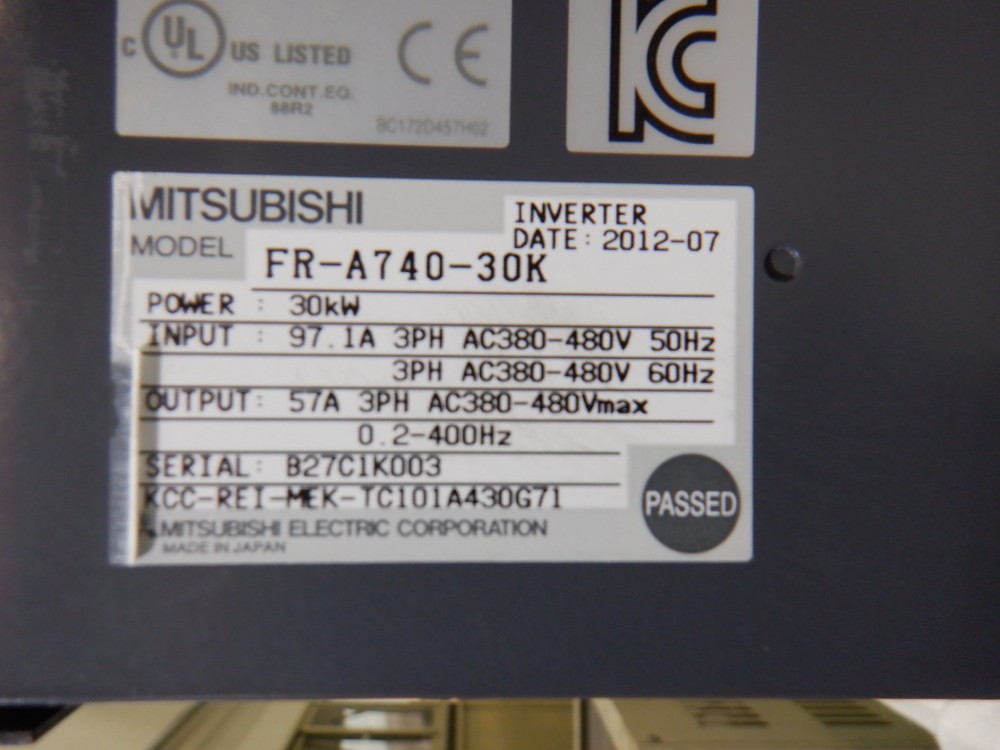 C UL US LISTED
CE
IND.CONT.EQ.
88R2
BC172D457H02
MITSUBISHI
INVERTER
DATE: 2012-07
MODEL FR-A740-30K
POWER : 30kW
INPUT : 97.1A 3PH AC380-480V 50Hz
3PH AC380-480V 60Hz
OUTPUT: 57A 3PH AC380-480Vmax
0.2-400Hz
SERIAL: B27C1K003
KCC-REI-MEK-TC101A430G71
PASSED
MITSUBISHI ELECTRIC CORPORATION
MADE IN JAPAN